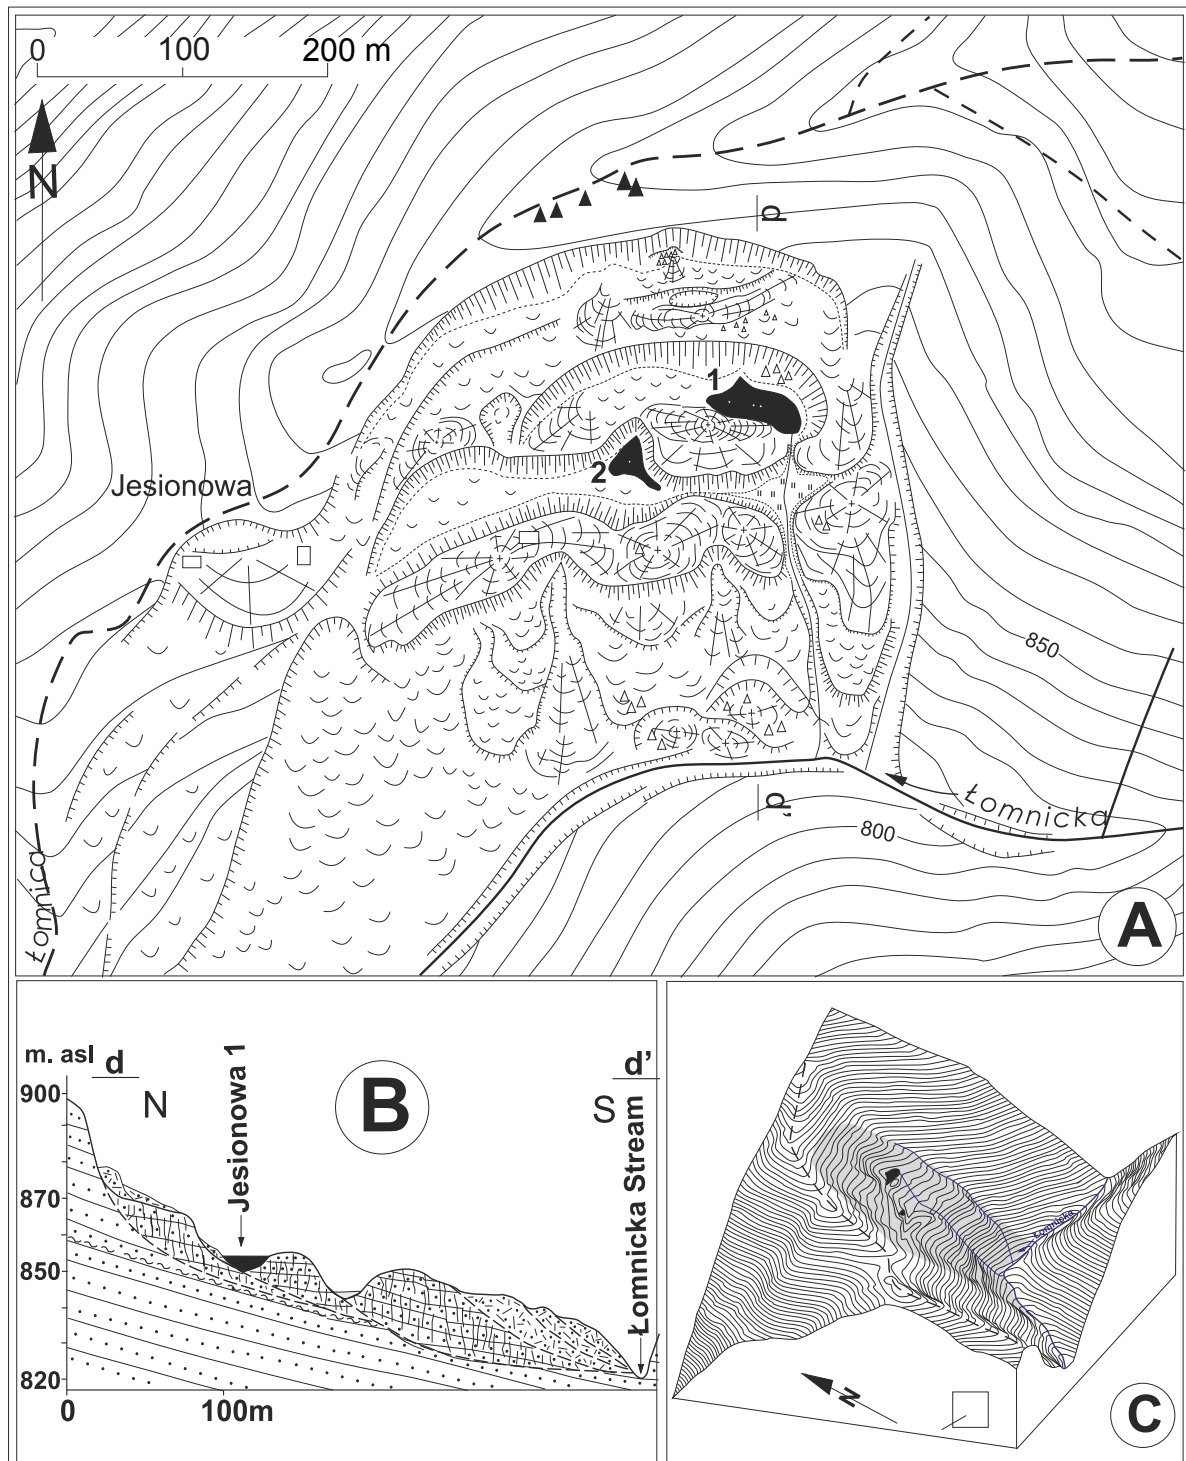 0 100 200 m
N
d
1
2
Jesionowa
850
Łomnicka
d'
800
Łomnica
A
m. asl
d
N
Jesionowa 1
B
S
d'
Łomnicka Stream
900
870
850
820
0
100m
Łomnicka
N
C